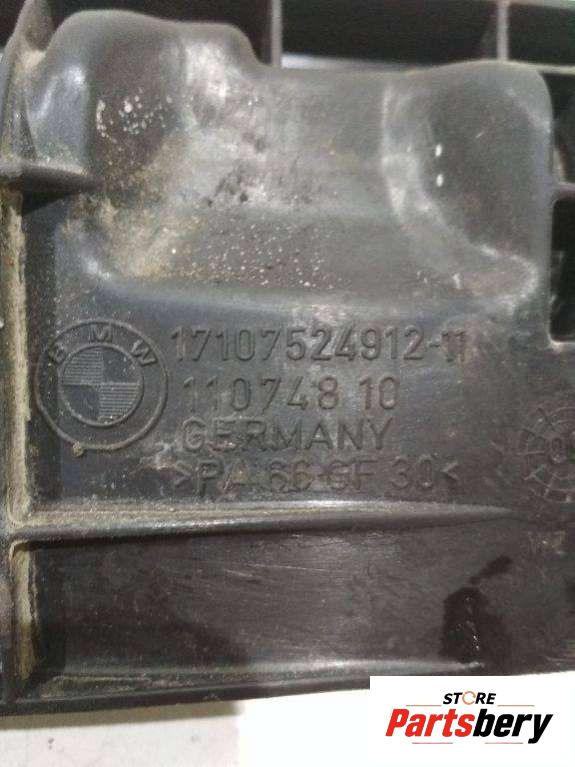 BMW
17107524912-11
110748 10
GERMANY
>PA 66 GF 30<
STORE
Partsbery